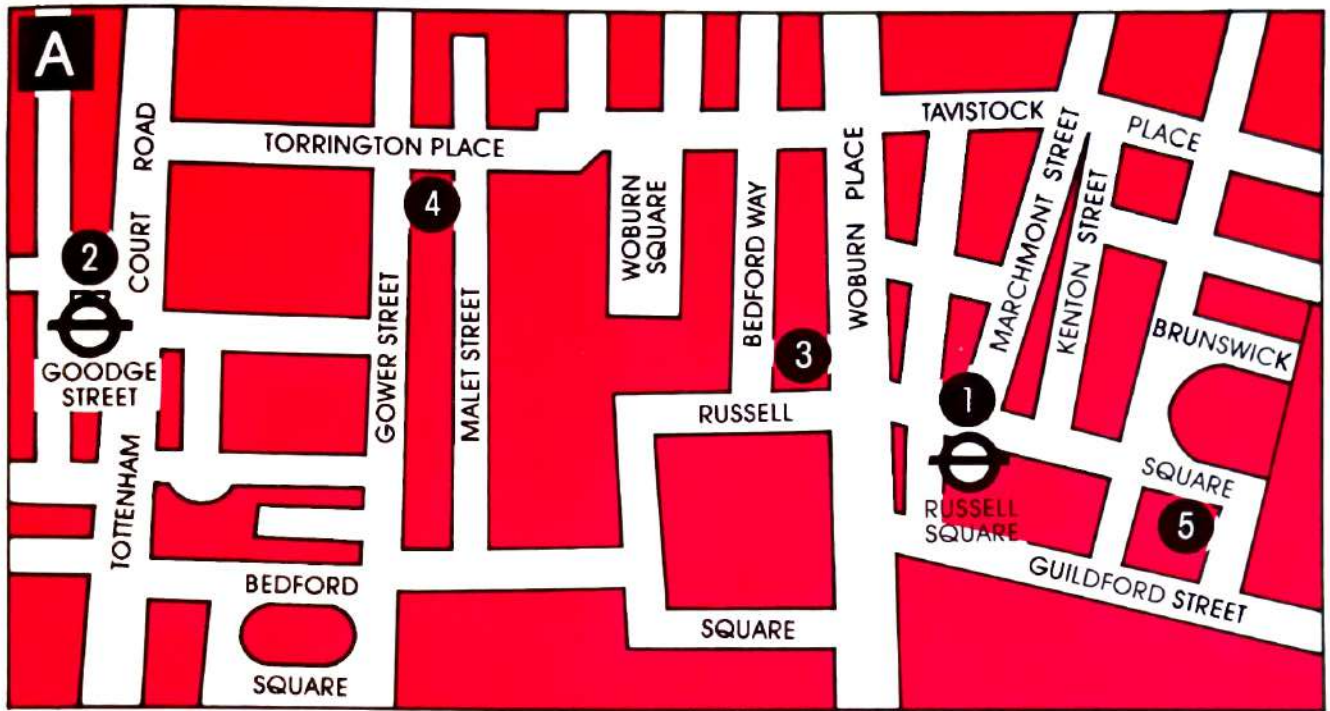 A
TOTTENHAM COURT ROAD
TORRINGTON PLACE
TAVISTOCK PLACE
2
GOODGE
STREET
4
GOWER STREET
MALET STREET
WOBURN
SQUARE
BEDFORD WAY
WOBURN PLACE
MARCHMONT STREET
KENTON STREET
3
1
RUSSELL
SQUARE
RUSSELL
SQUARE
BRUNSWICK
SQUARE
5
GUILDFORD STREET
BEDFORD
SQUARE